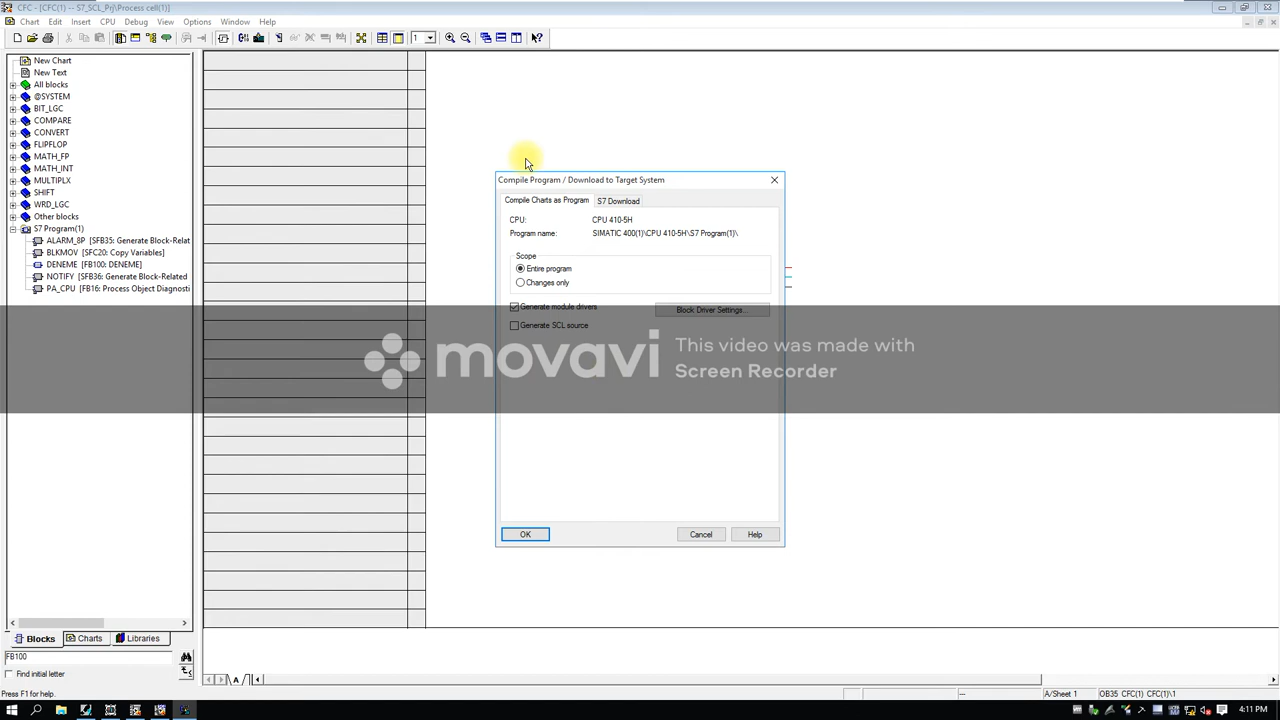 CFC - [CFC(1) -- S7_SCL_Prj\Process cell(1)]
Chart Edit Insert CPU Debug View Options Window Help
1
New Chart
New Text
All blocks
@SYSTEM
BIT_LGC
COMPARE
CONVERT
FLIPFLOP
MATH_FP
MATH_INT
MULTIPLX
SHIFT
WRD_LGC
Other blocks
S7 Program(1)
ALARM_8P [SFB35: Generate Block-Relat
BLKMOV [SFC20: Copy Variables]
DENEME [FB100: DENEME]
NOTIFY [SFB36: Generate Block-Related
PA_CPU [FB16: Process Object Diagnosti
Compile Program / Download to Target System
Compile Charts as Program S7 Download
CPU: CPU 410-5H
Program name: SIMATIC 400(1)\CPU 410-5H\S7 Program(1)\
Scope
Entire program
Changes only
Generate module drivers Block Driver Settings...
Generate SCL source
movavi This video was made with
Screen Recorder
OK Cancel Help
Blocks Charts Libraries
FB100
Find initial letter
A
Press F1 for help. --- A/Sheet 1 OB35 CFC(1) CFC(1)\1
4:11 PM